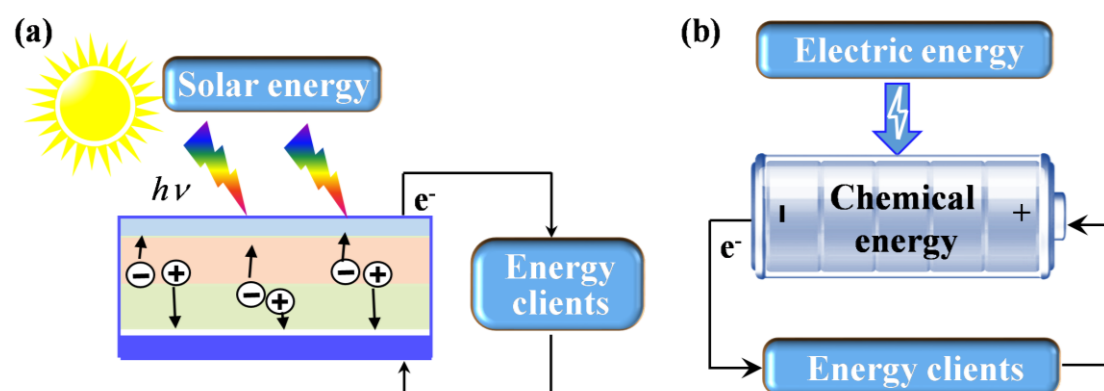 (a)
Solar energy
hν
e⁻
Energy
clients
(b)
Electric energy
Chemical
energy
e⁻
Energy clients